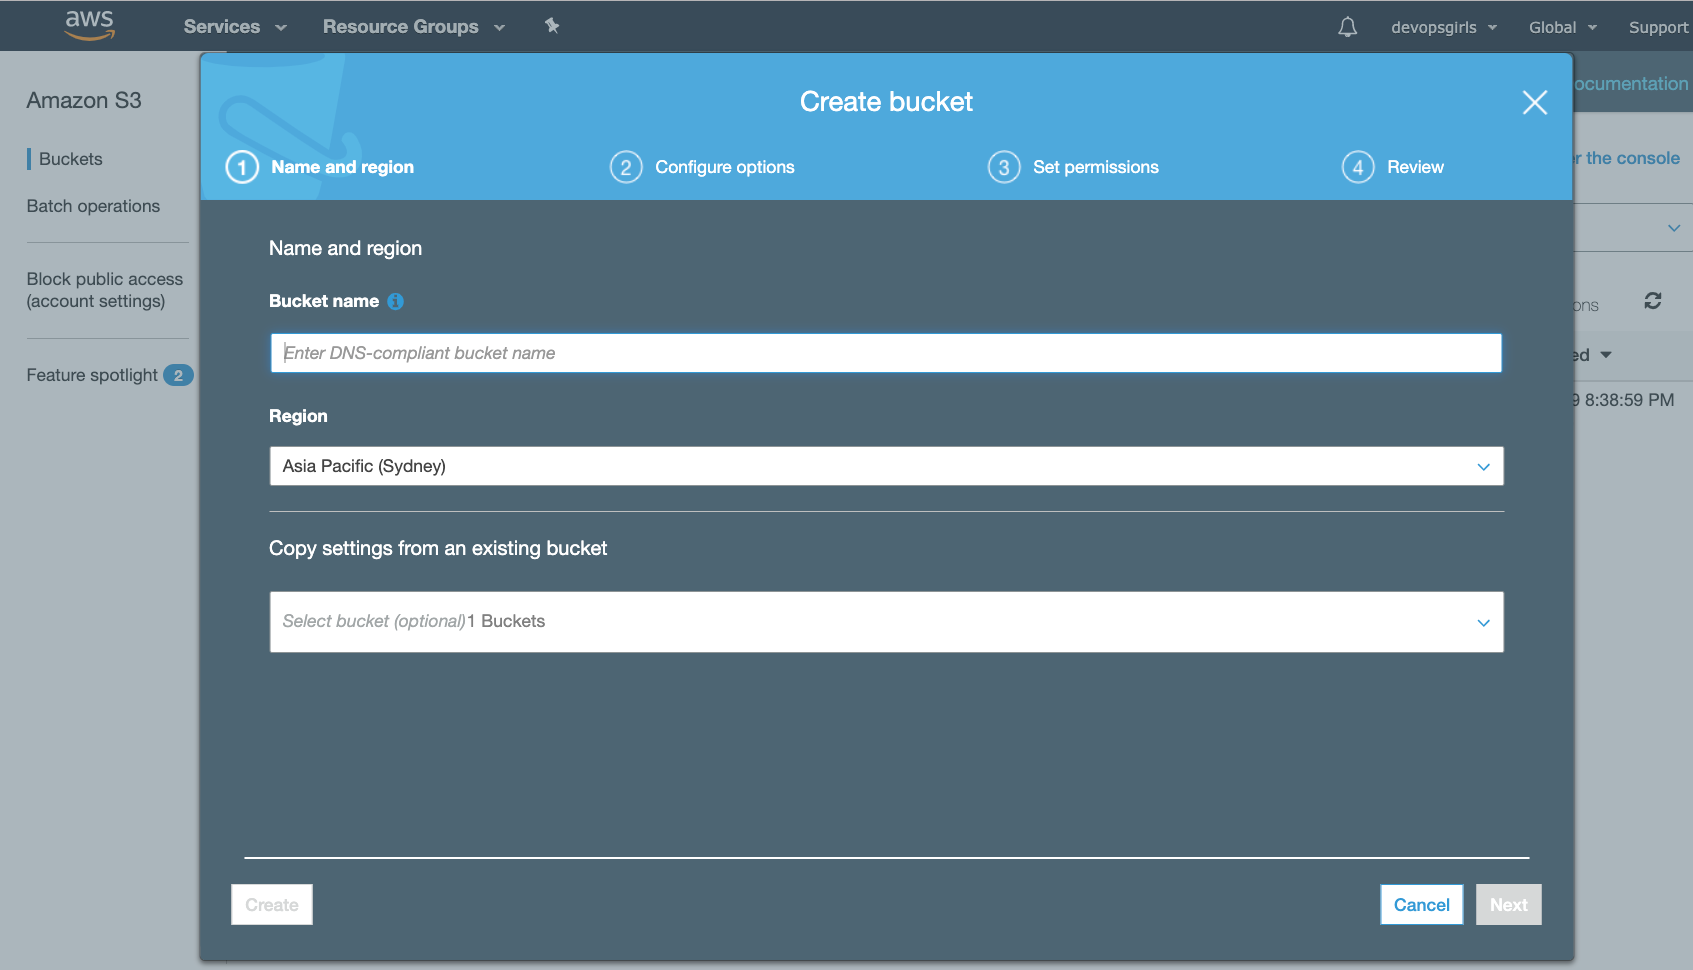 aws Services Resource Groups devopsgirls Global Support
Amazon S3
Buckets
Batch operations
Block public access
(account settings)
Feature spotlight 2
Create bucket
1 Name and region 2 Configure options 3 Set permissions 4 Review
Name and region
Bucket name
Enter DNS-compliant bucket name
Region
Asia Pacific (Sydney)
Copy settings from an existing bucket
Select bucket (optional)1 Buckets
Create Cancel Next
ocumentation
r the console
ons
ed
9 8:38:59 PM